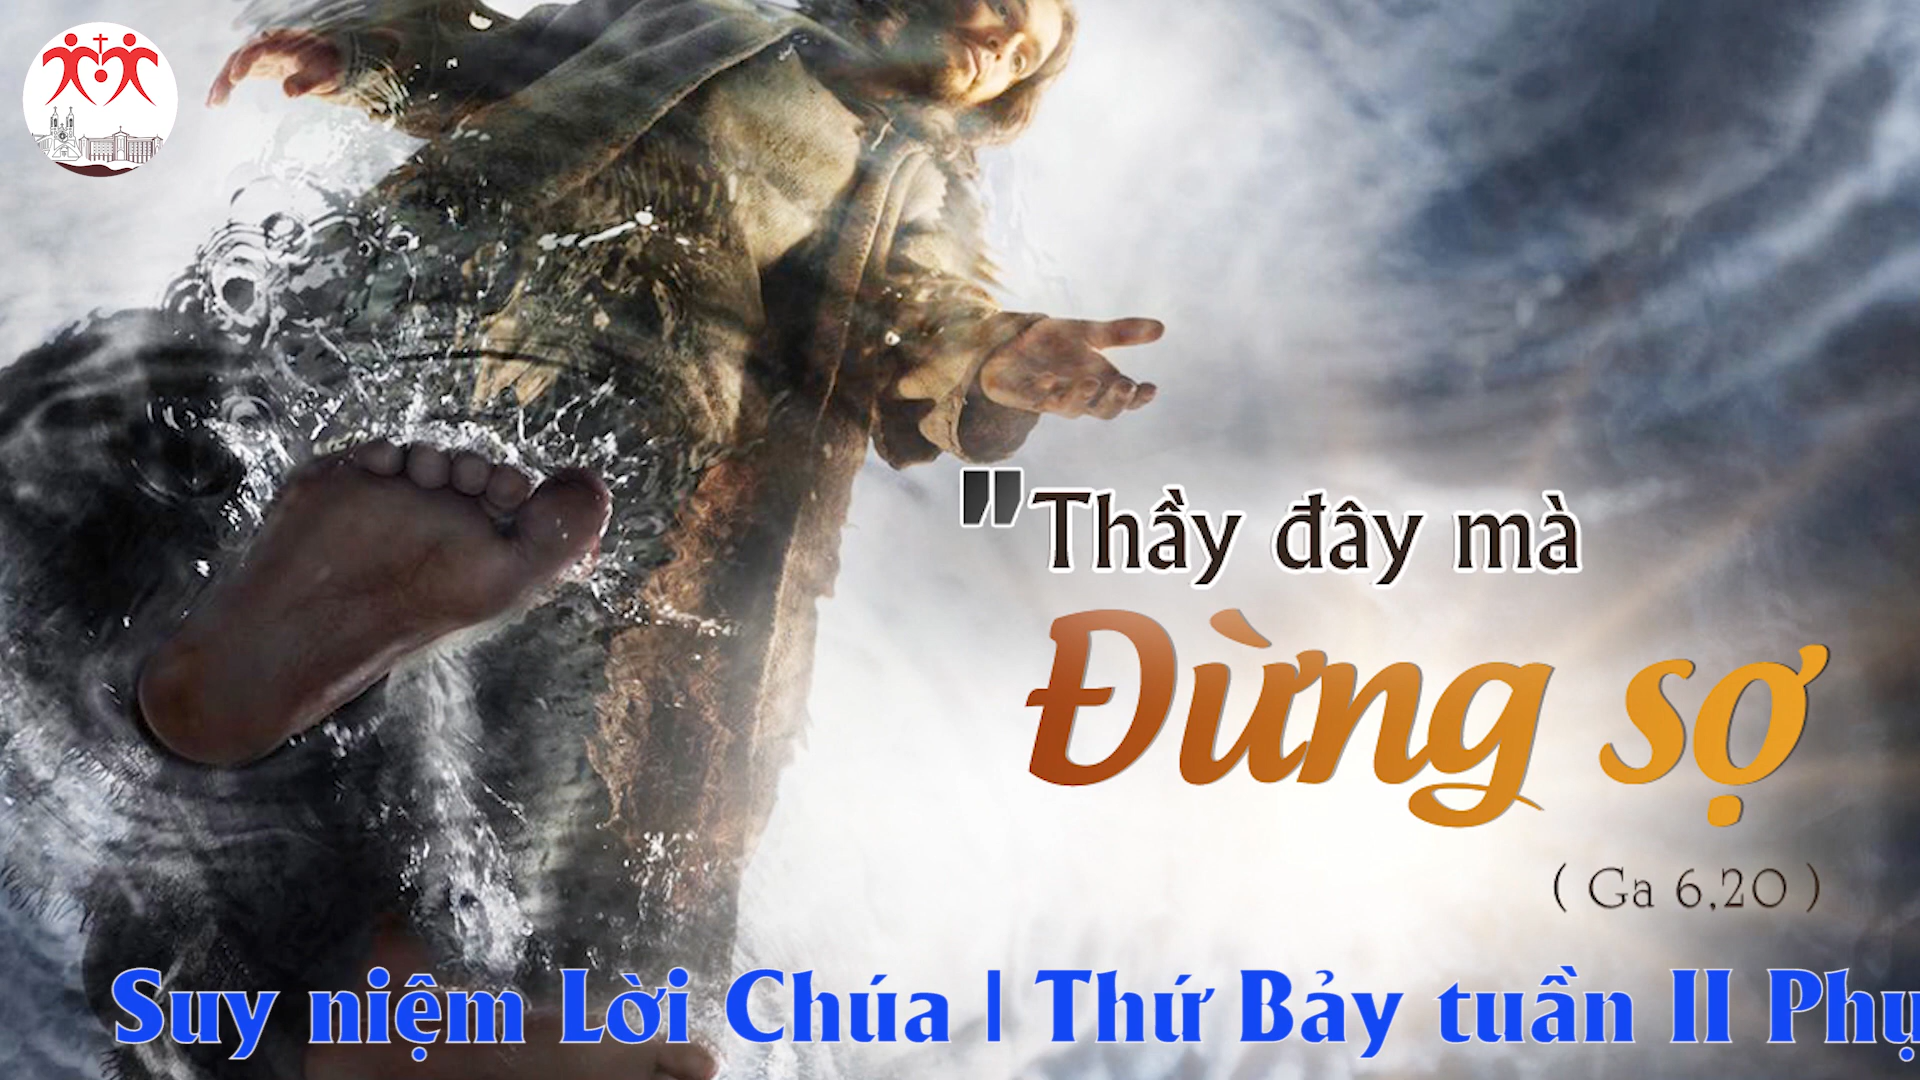 "Thầy đây mà
Đừng sợ
( Ga 6,20 )
Suy niệm Lời Chúa | Thứ Bảy tuần II Phụ